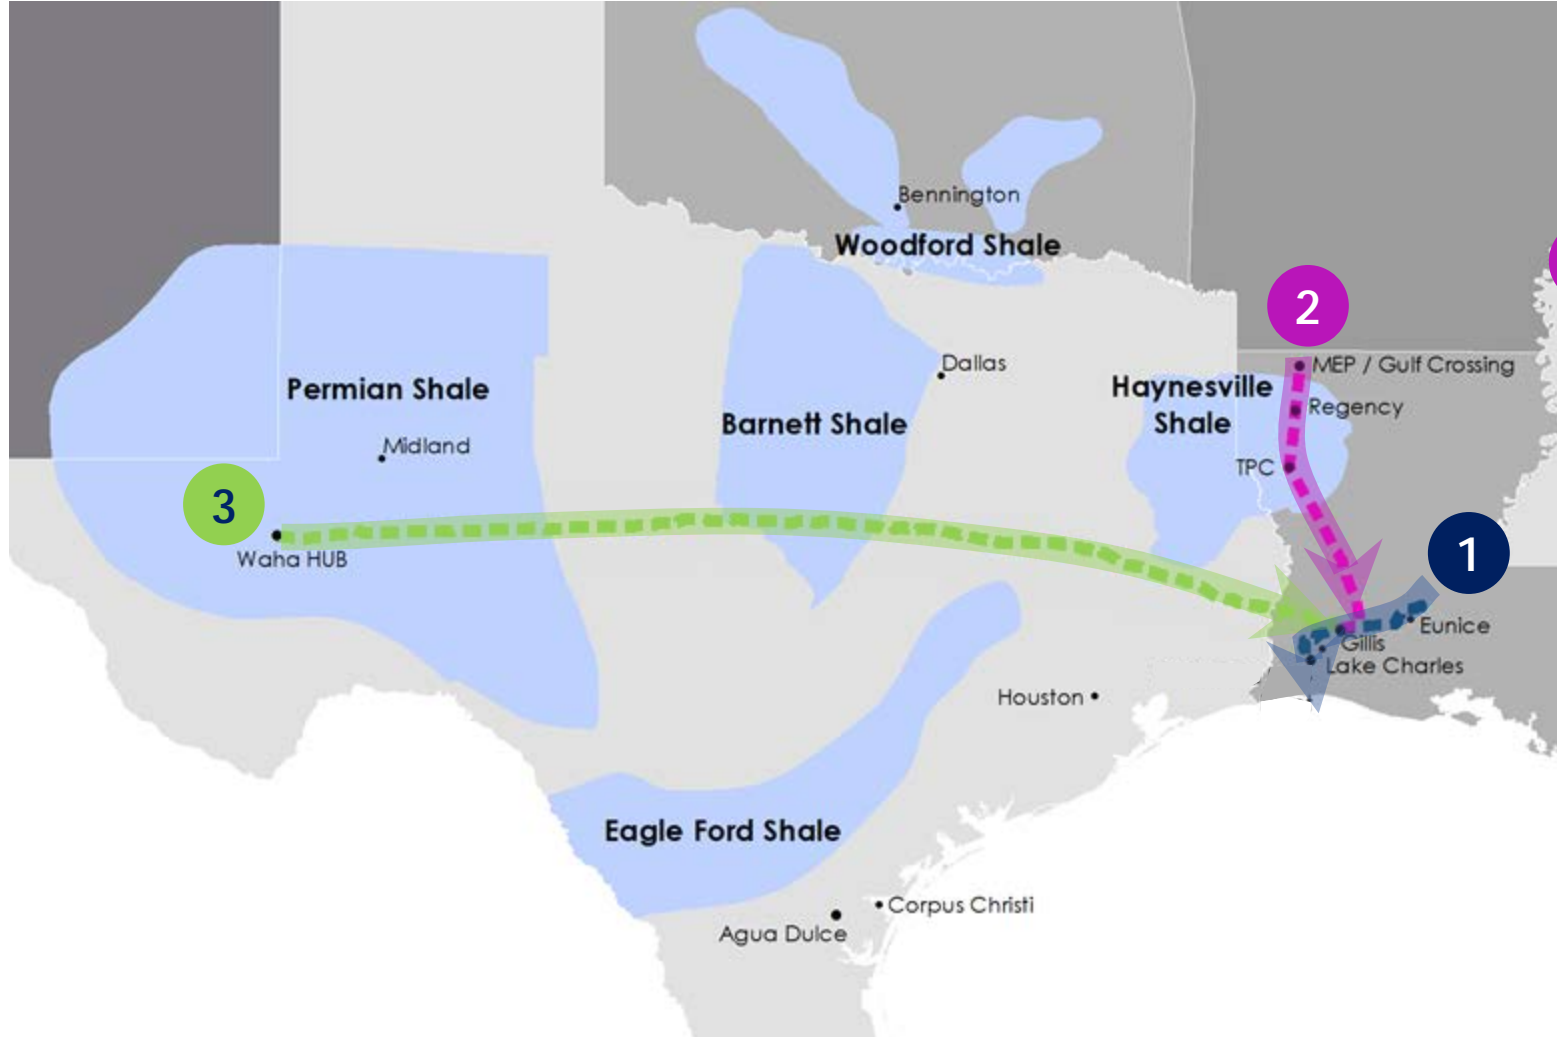 Bennington
Woodford Shale
2
MEP / Gulf Crossing
Dallas
Haynesville
Shale
Permian Shale
Regency
Barnett Shale
Midland
TPC
3
Waha HUB
1
Eunice
Gillis
Lake Charles
Houston
Eagle Ford Shale
Corpus Christi
Agua Dulce